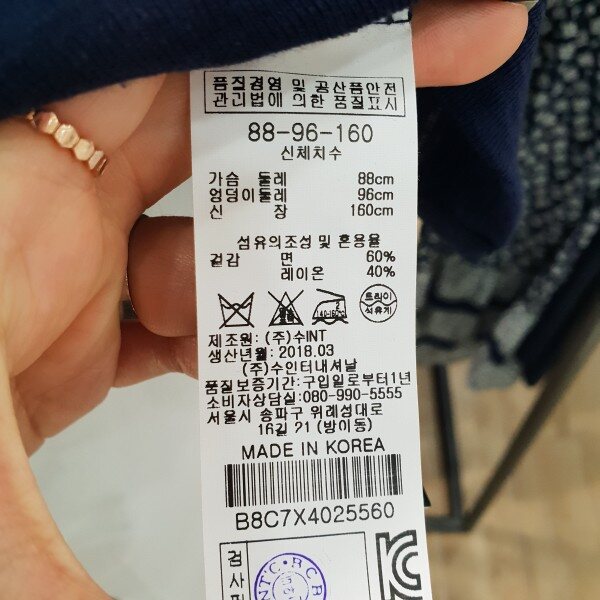 품질경영 및 공산품안전
관리법에 의한 품질표시
88-96-160
신체치수
가슴 둘레 88cm
엉덩이둘레 96cm
신 장 160cm
섬유의조성 및 혼용율
겉감 면 60%
레이온 40%
드라이
석유계
제조원: (주)수INT
생산년월: 2018.03
(주)수인터내셔날
품질보증기간:구입일로부터1년
소비자상담실:080-990-5555
서울시 송파구 위례성대로
16길 21 (방이동)
MADE IN KOREA
B8C7X4025560
검사